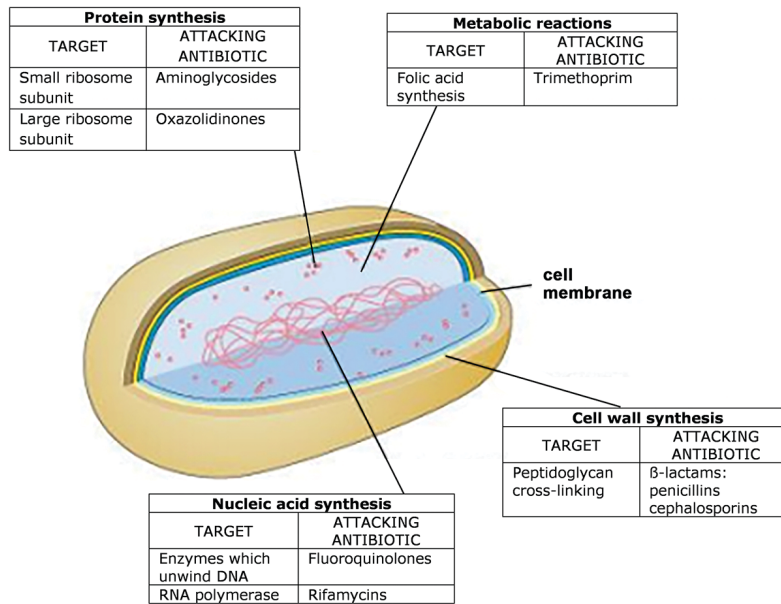 Protein synthesis
TARGET
ATTACKING
ANTIBIOTIC
Small ribosome
subunit
Aminoglycosides
Large ribosome
subunit
Oxazolidinones
Metabolic reactions
TARGET
ATTACKING
ANTIBIOTIC
Folic acid
synthesis
Trimethoprim
cell
membrane
Cell wall synthesis
TARGET
ATTACKING
ANTIBIOTIC
Peptidoglycan
cross-linking
ß-lactams:
penicillins
cephalosporins
Nucleic acid synthesis
TARGET
ATTACKING
ANTIBIOTIC
Enzymes which
unwind DNA
Fluoroquinolones
RNA polymerase
Rifamycins